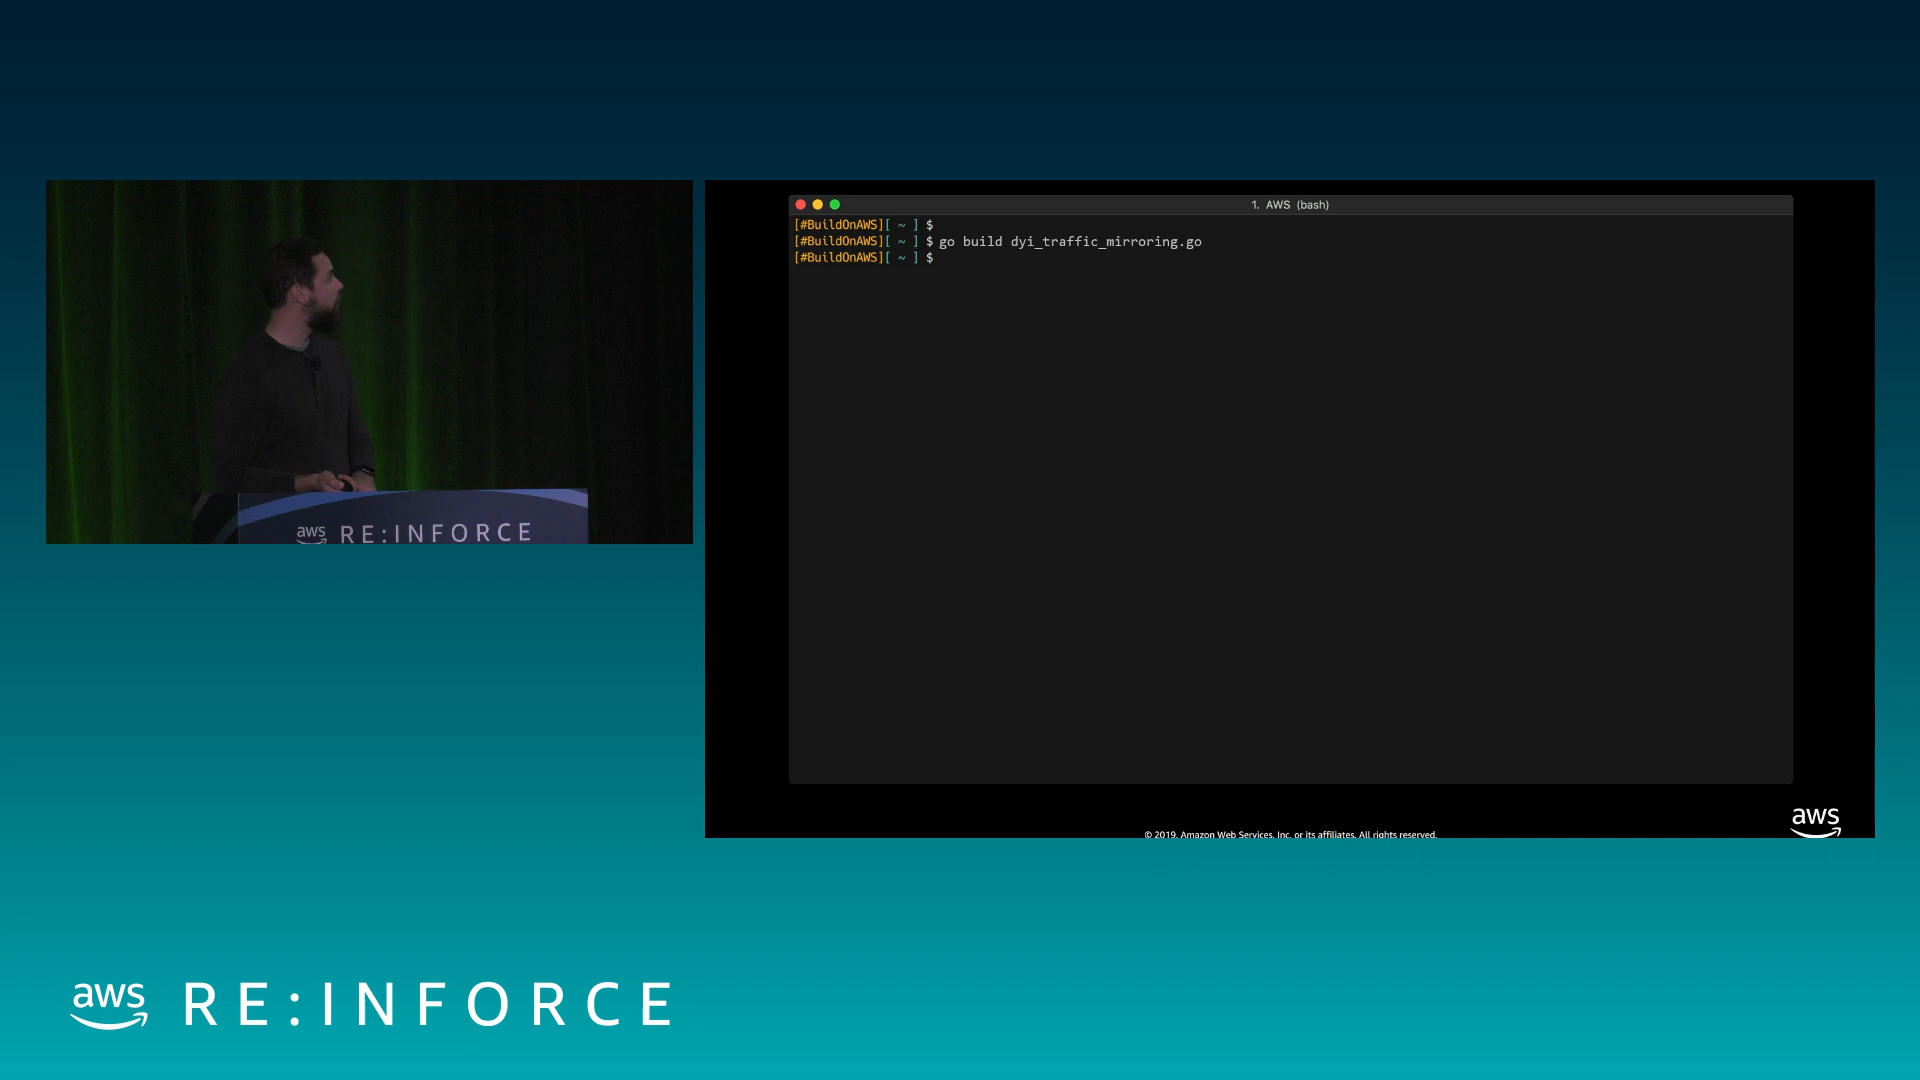 1. AWS (bash)
[#BuildOnAWS][ ~ ] $
[#BuildOnAWS][ ~ ] $ go build dyi_traffic_mirroring.go
[#BuildOnAWS][ ~ ] $
aws RE:INFORCE
© 2019, Amazon Web Services, Inc. or its affiliates. All rights reserved.
aws
aws RE:INFORCE